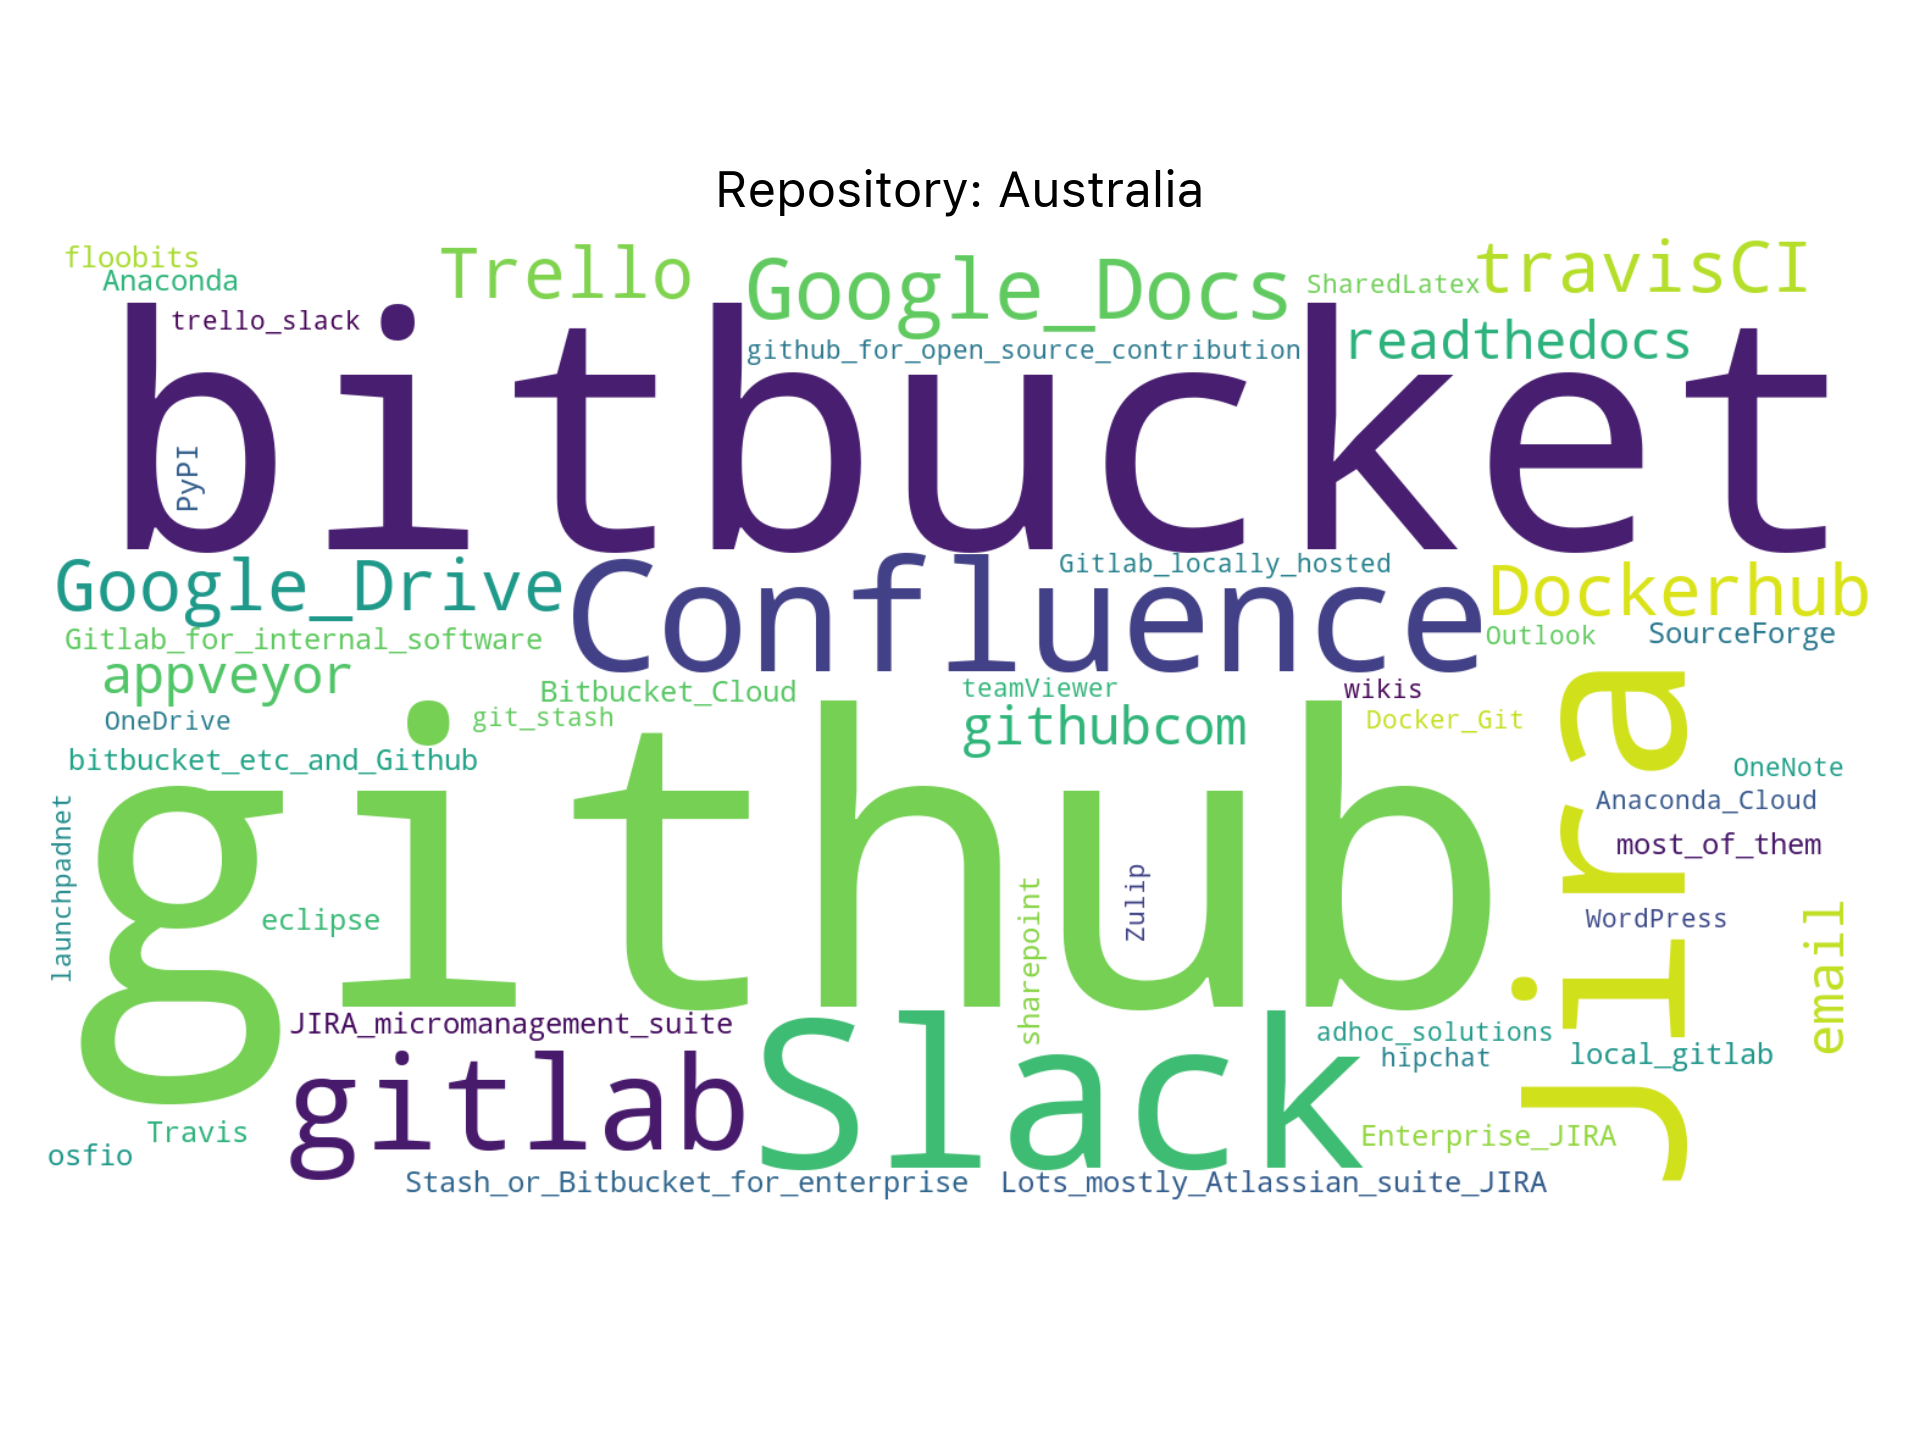 Repository: Australia
floobits
Anaconda
trello_slack
Trello
Google_Docs
SharedLatex
travisCI
github_for_open_source_contribution
readthedocs
bitbucket
PyPI
Google_Drive
Confluence
Gitlab_locally_hosted
Dockerhub
Gitlab_for_internal_software
Outlook
SourceForge
appveyor
Bitbucket_Cloud
teamViewer
wikis
OneDrive
git_stash
githubcom
Docker_Git
bitbucket_etc_and_Github
OneNote
Anaconda_Cloud
most_of_them
launchpadnet
github
eclipse
sharepoint
Zulip
Jira
WordPress
email
JIRA_micromanagement_suite
adhoc_solutions
hipchat
local_gitlab
gitlab
Slack
Travis
osfio
Enterprise_JIRA
Stash_or_Bitbucket_for_enterprise
Lots_mostly_Atlassian_suite_JIRA